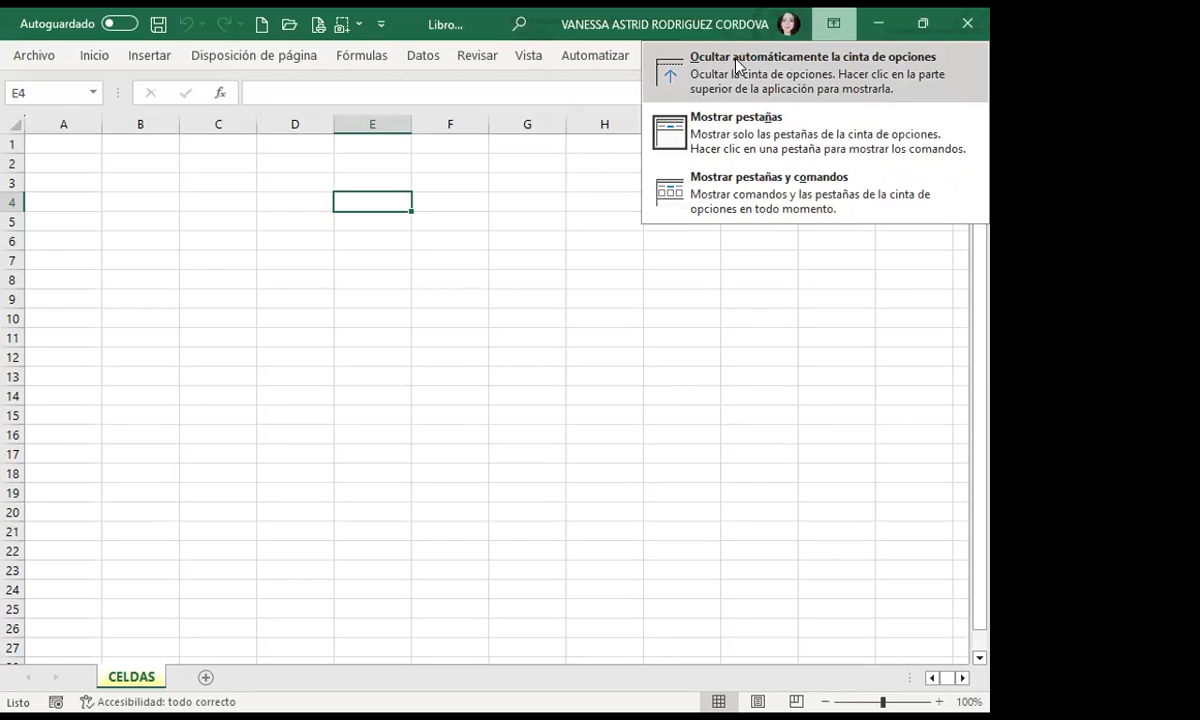 Autoguardado Libro... VANESSA ASTRID RODRIGUEZ CORDOVA
Archivo Inicio Insertar Disposición de página Fórmulas Datos Revisar Vista Automatizar
Ocultar automáticamente la cinta de opciones
Ocultar la cinta de opciones. Hacer clic en la parte
superior de la aplicación para mostrarla.
Mostrar pestañas
Mostrar solo las pestañas de la cinta de opciones.
Hacer clic en una pestaña para mostrar los comandos.
Mostrar pestañas y comandos
Mostrar comandos y las pestañas de la cinta de
opciones en todo momento.
E4 fx
A B C D E F G H
1
2
3
4
5
6
7
8
9
10
11
12
13
14
15
16
17
18
19
20
21
22
23
24
25
26
27
CELDAS
Listo Accesibilidad: todo correcto 100%